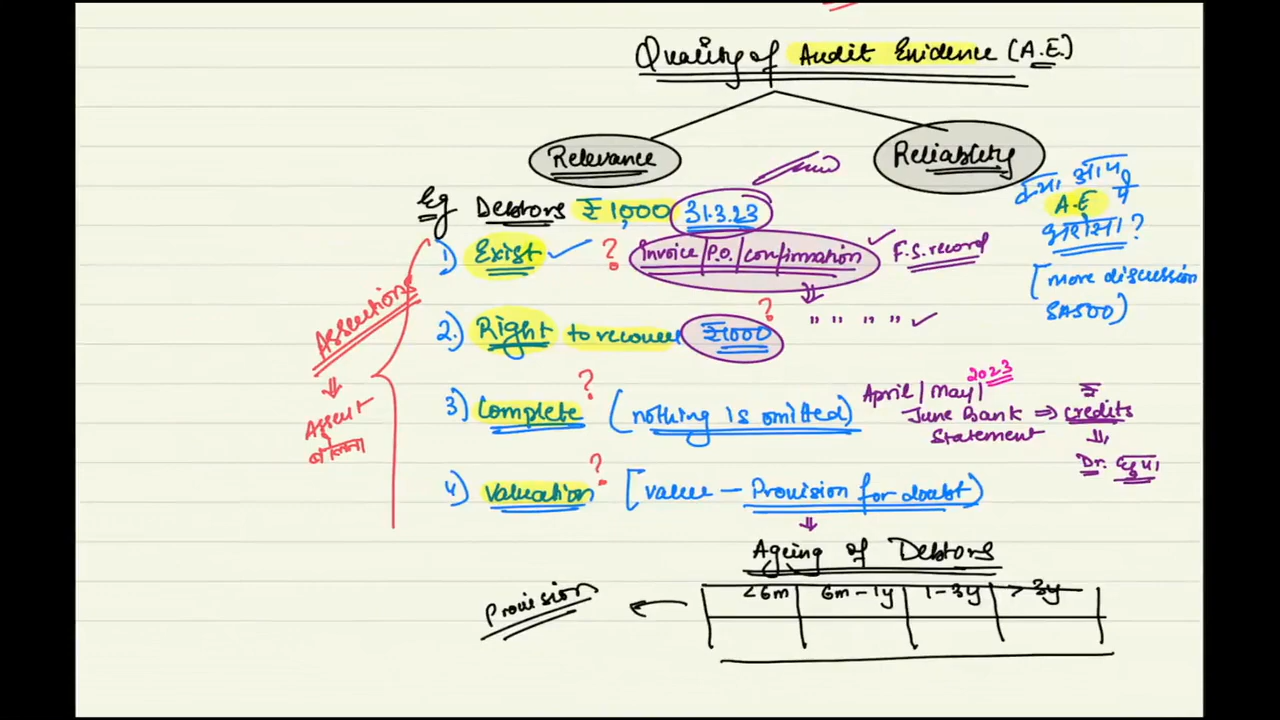 Quality of Audit Evidence (A.E.)
Relevance
Reliability
Eg Debtors ₹1,000 31.3.23
क्या आप
A.E पे
भरोसा ?
[more discussion
SA500)
1) Exist ✓ ? Invoice/P.O./confirmation ✓ F.S. record
Assertions
Assert
बोलना
2.) Right to recover ₹1000 ? " " " " ✓
3) Complete ? (nothing is omitted)
April/May/ 2023
June Bank ⇒ ₹ credits
Statement
Dr.
4) Valuation ? [value – Provision for doubt)
Ageing of Debtors
<6m 6m–1y 1–3y >3y
Provision